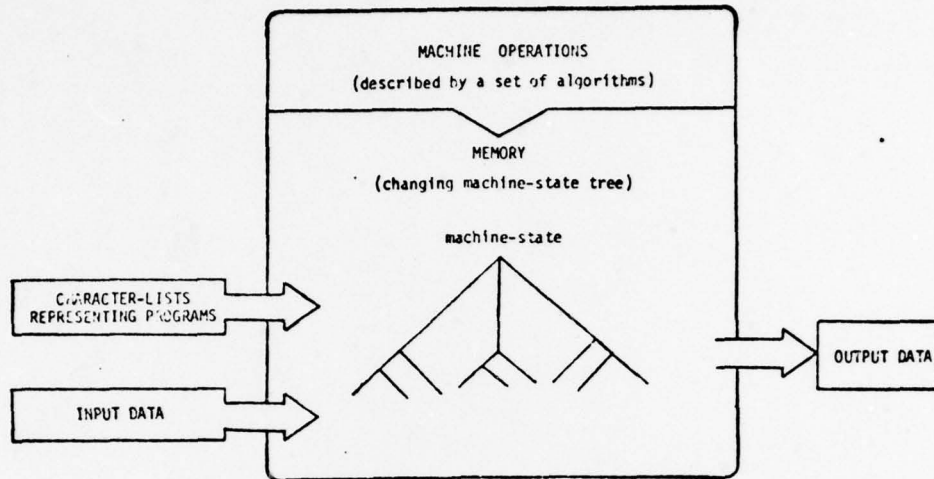 MACHINE OPERATIONS
(described by a set of algorithms)
MEMORY
(changing machine-state tree)
machine-state
CHARACTER-LISTS
REPRESENTING PROGRAMS
INPUT DATA
OUTPUT DATA